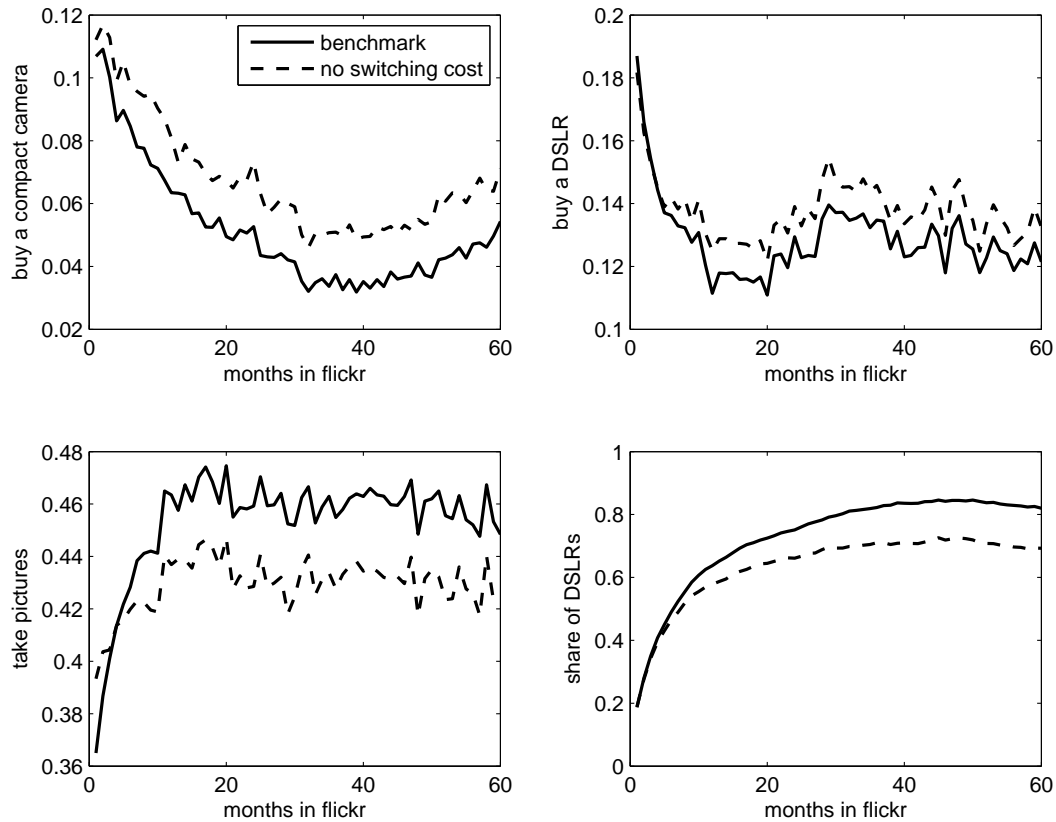 0.12
0.1
0.08
0.06
0.04
0.02
buy a compact camera
0 20 40 60
months in flickr
benchmark
no switching cost
0.2
0.18
0.16
0.14
0.12
0.1
buy a DSLR
0 20 40 60
months in flickr
0.48
0.46
0.44
0.42
0.4
0.38
0.36
take pictures
0 20 40 60
months in flickr
1
0.8
0.6
0.4
0.2
0
share of DSLRs
0 20 40 60
months in flickr